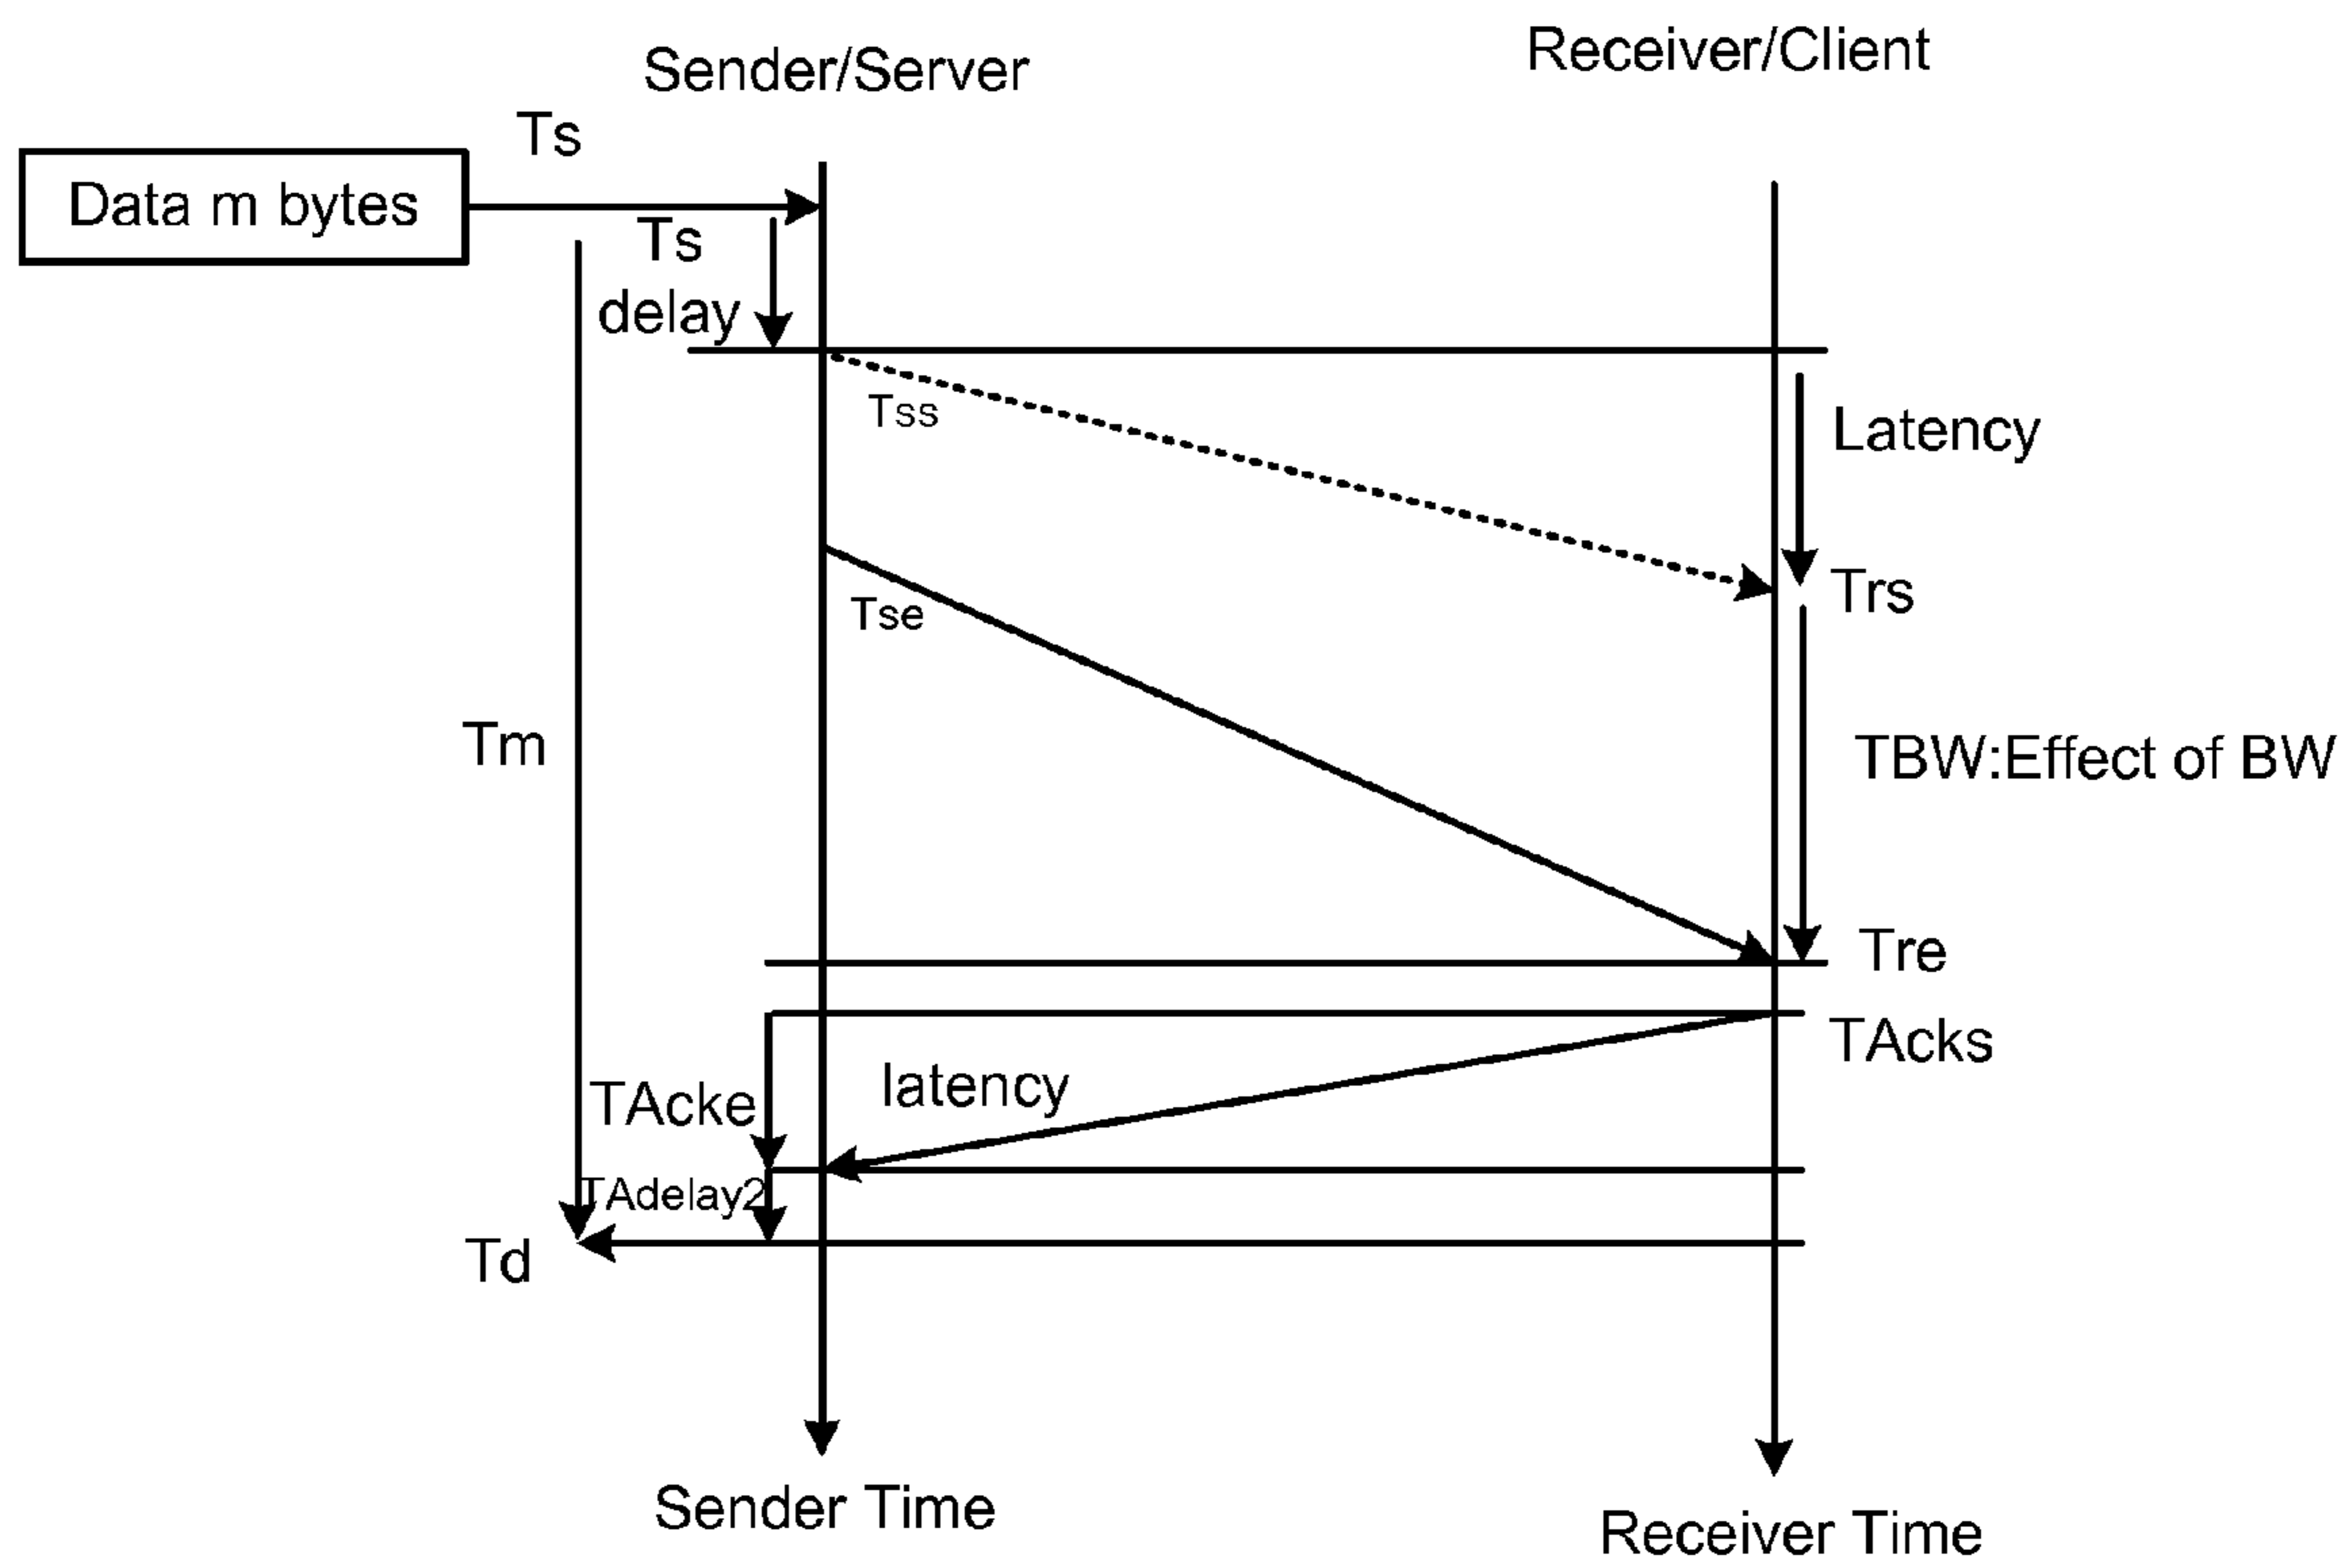 Sender/Server
Receiver/Client
Ts
Data m bytes
Ts
delay
Tss
Latency
Trs
Tse
Tm
TBW:Effect of BW
Tre
TAcks
TAcke
latency
TAdelay2
Td
Sender Time
Receiver Time